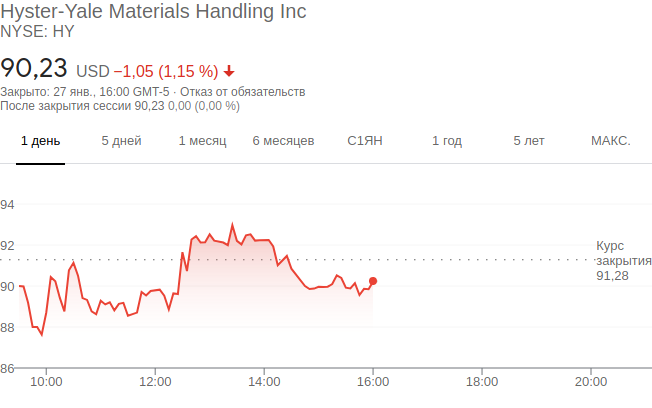 Hyster-Yale Materials Handling Inc
NYSE: HY
90,23 USD −1,05 (1,15 %)
Закрыто: 27 янв., 16:00 GMT-5 · Отказ от обязательств
После закрытия сессии 90,23 0,00 (0,00 %)
1 день 5 дней 1 месяц 6 месяцев С1ЯН 1 год 5 лет МАКС.
94
92
Курс
закрытия
91,28
90
88
86
10:00 12:00 14:00 16:00 18:00 20:00